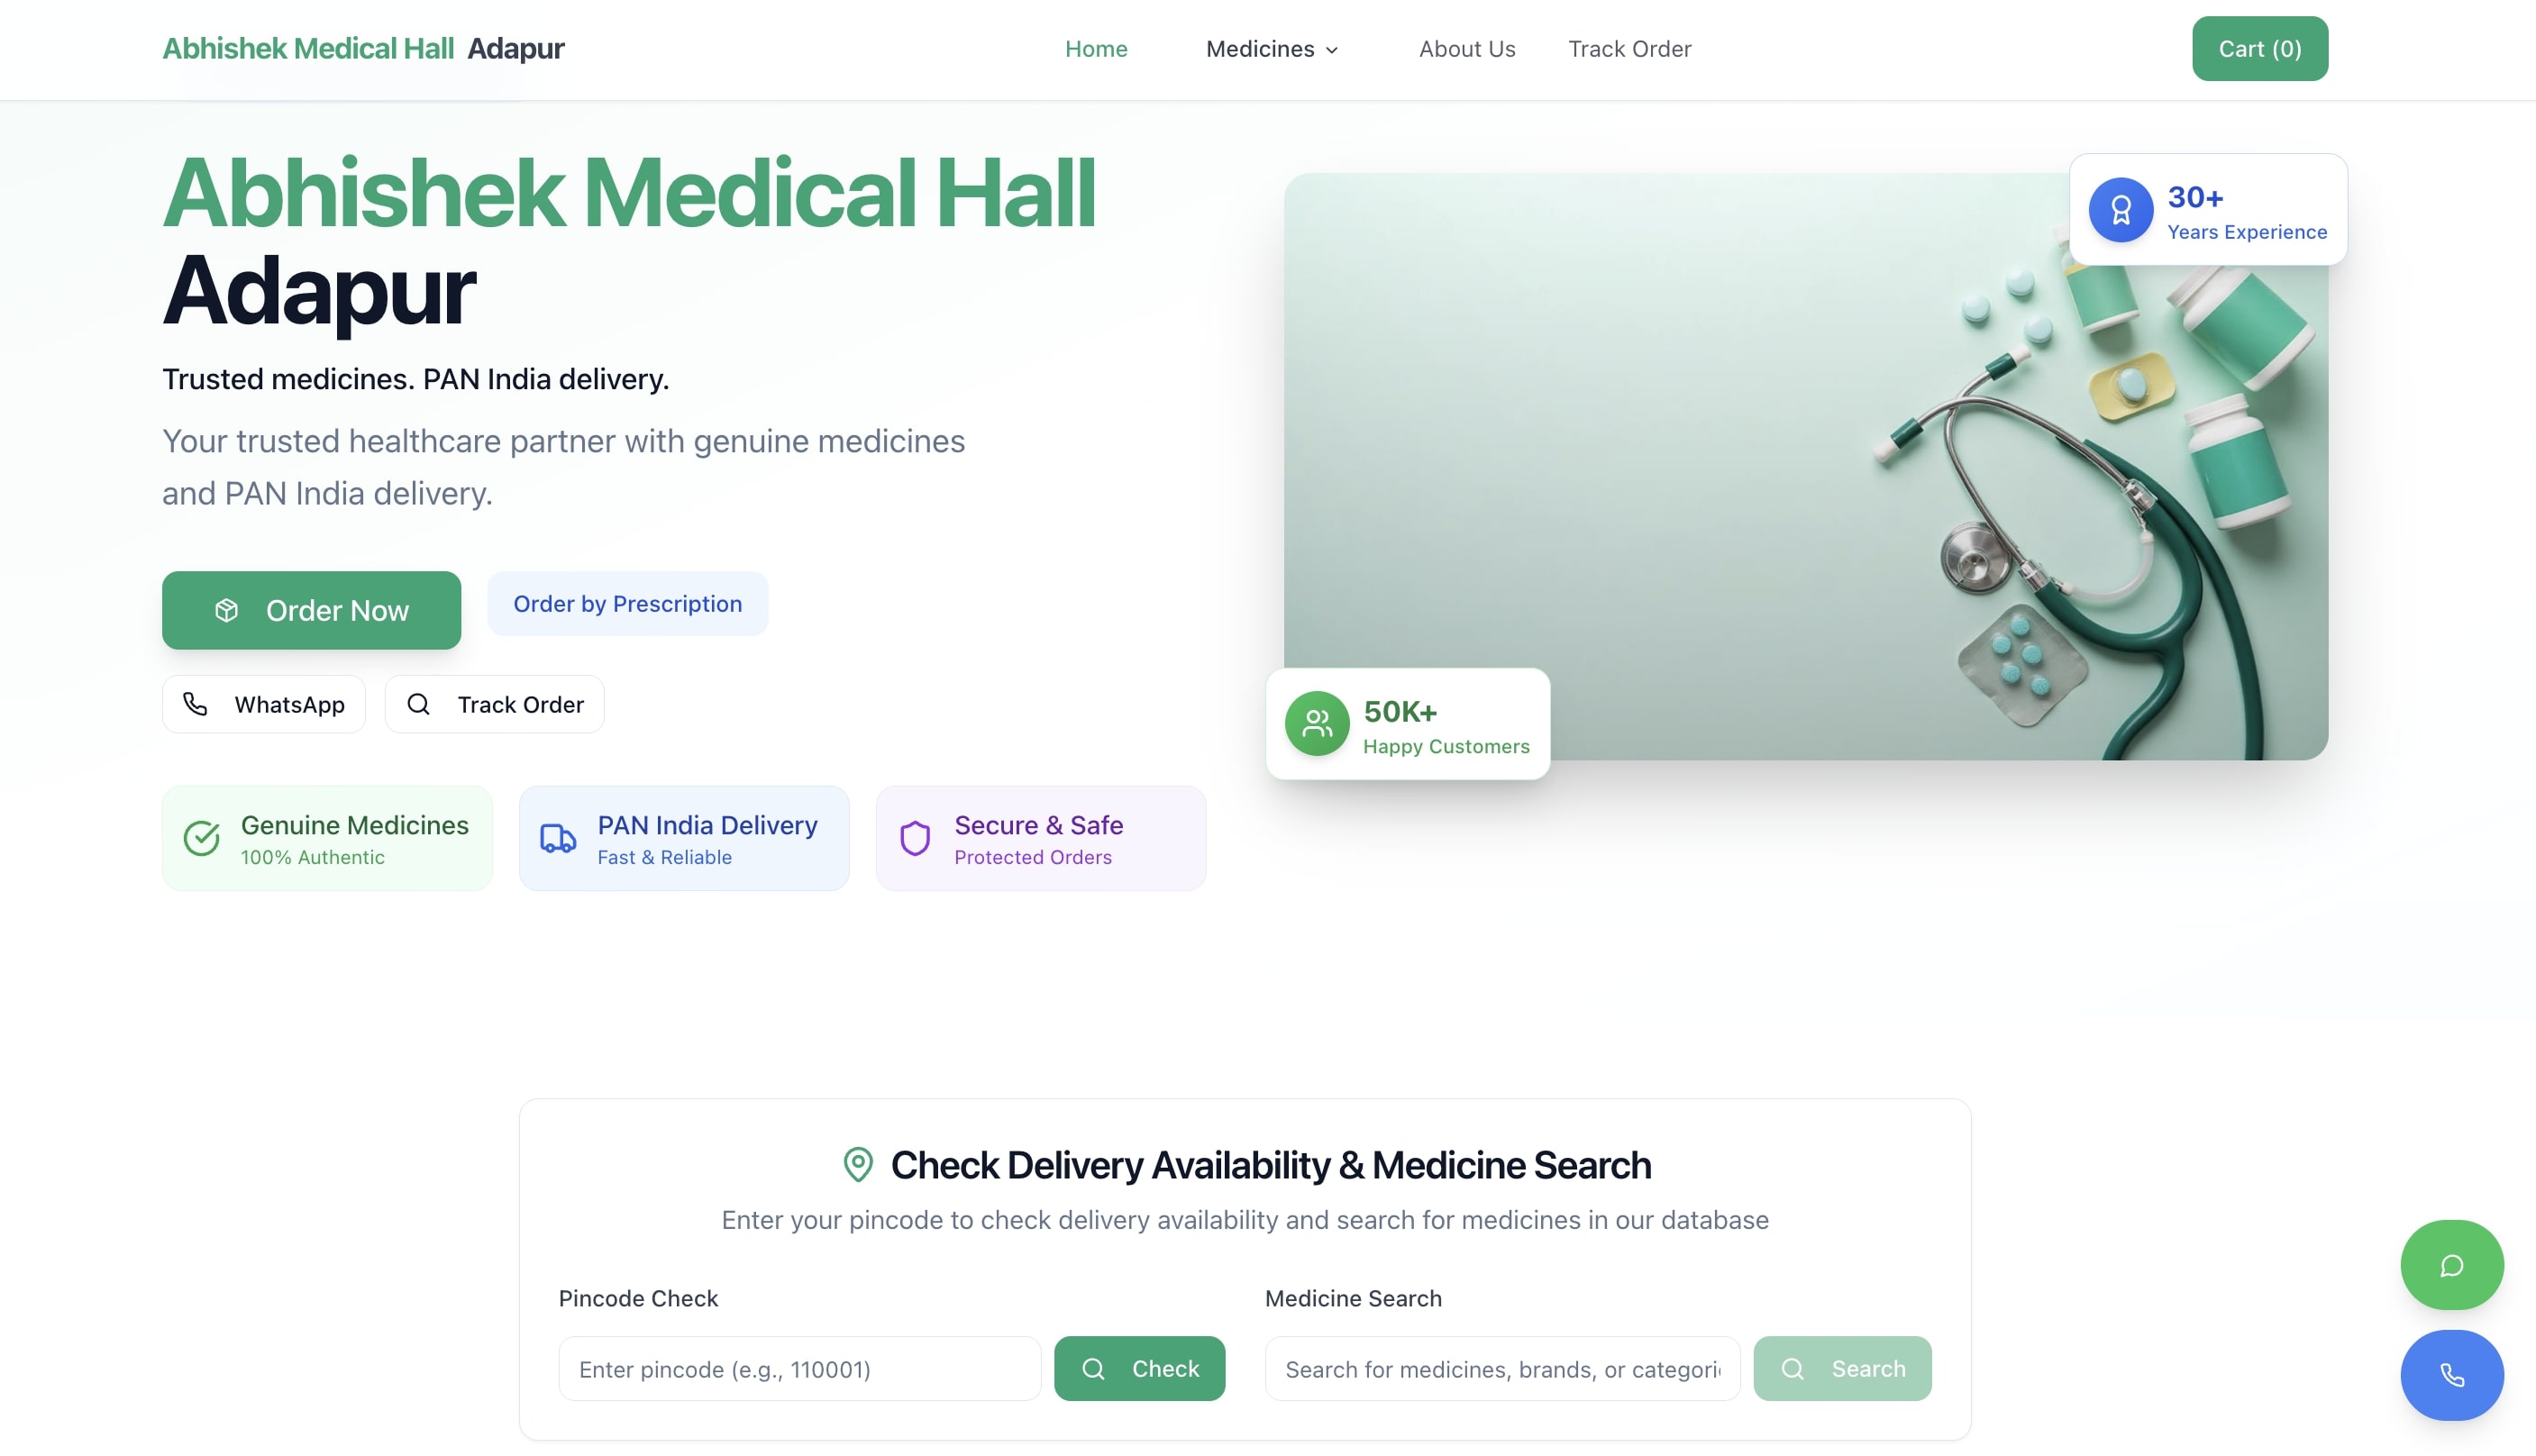 Abhishek Medical Hall Adapur
Home
Medicines
About Us
Track Order
Cart (0)
Abhishek Medical Hall
Adapur
Trusted medicines. PAN India delivery.
Your trusted healthcare partner with genuine medicines
and PAN India delivery.
Order Now
Order by Prescription
WhatsApp
Track Order
Genuine Medicines
100% Authentic
PAN India Delivery
Fast & Reliable
Secure & Safe
Protected Orders
30+
Years Experience
50K+
Happy Customers
Check Delivery Availability & Medicine Search
Enter your pincode to check delivery availability and search for medicines in our database
Pincode Check
Enter pincode (e.g., 110001)
Check
Medicine Search
Search for medicines, brands, or categori
Search